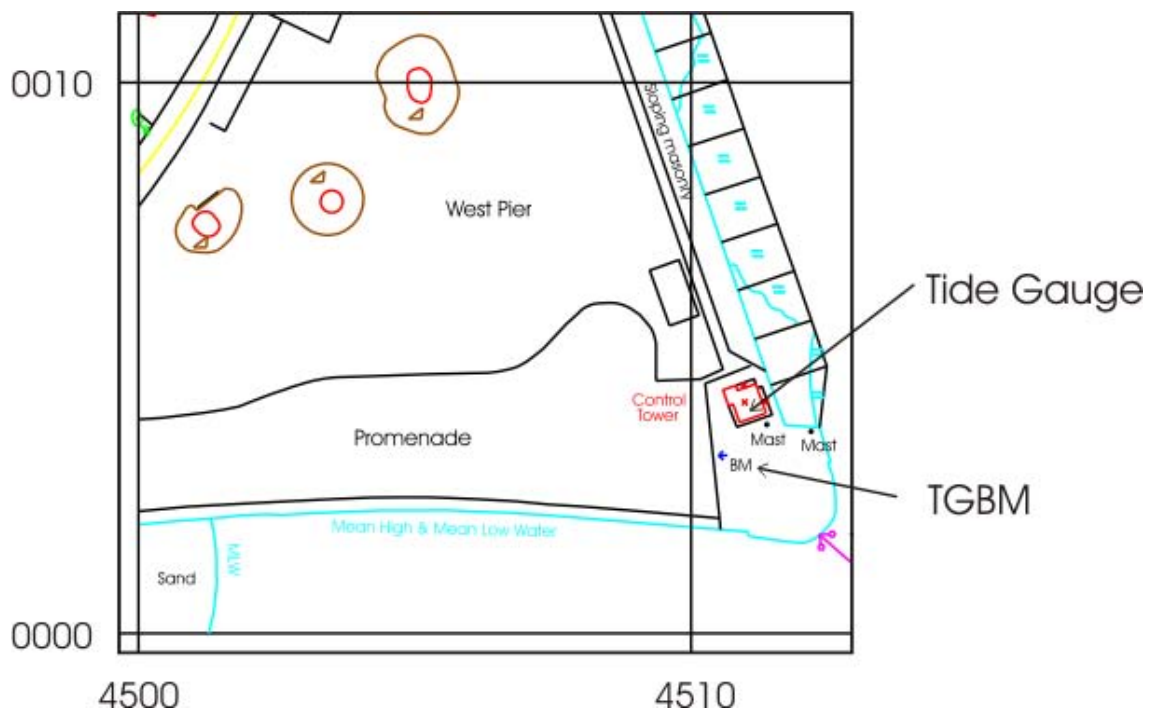 0010
Sloping masonry
West Pier
Tide Gauge
Control
Tower
Promenade
Mast
Mast
BM
TGBM
Mean High & Mean Low Water
MLW
Sand
0000
4500
4510